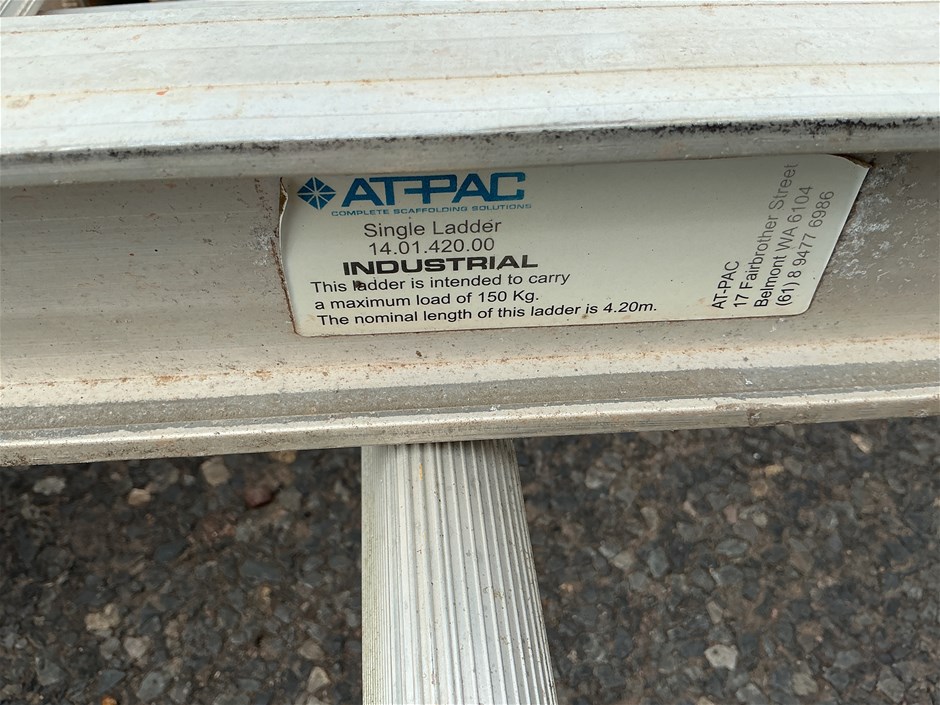 AT-PAC
COMPLETE SCAFFOLDING SOLUTIONS
Single Ladder
14.01.420.00
INDUSTRIAL
This ladder is intended to carry
a maximum load of 150 Kg.
The nominal length of this ladder is 4.20m.
AT-PAC
17 Fairbrother Street
Belmont WA 6104
(61) 8 9477 6986